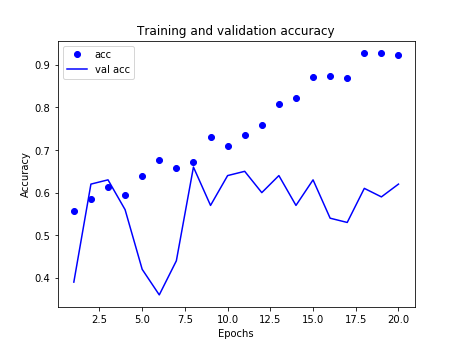 Training and validation accuracy
acc
val acc
Accuracy
0.9
0.8
0.7
0.6
0.5
0.4
2.5 5.0 7.5 10.0 12.5 15.0 17.5 20.0
Epochs